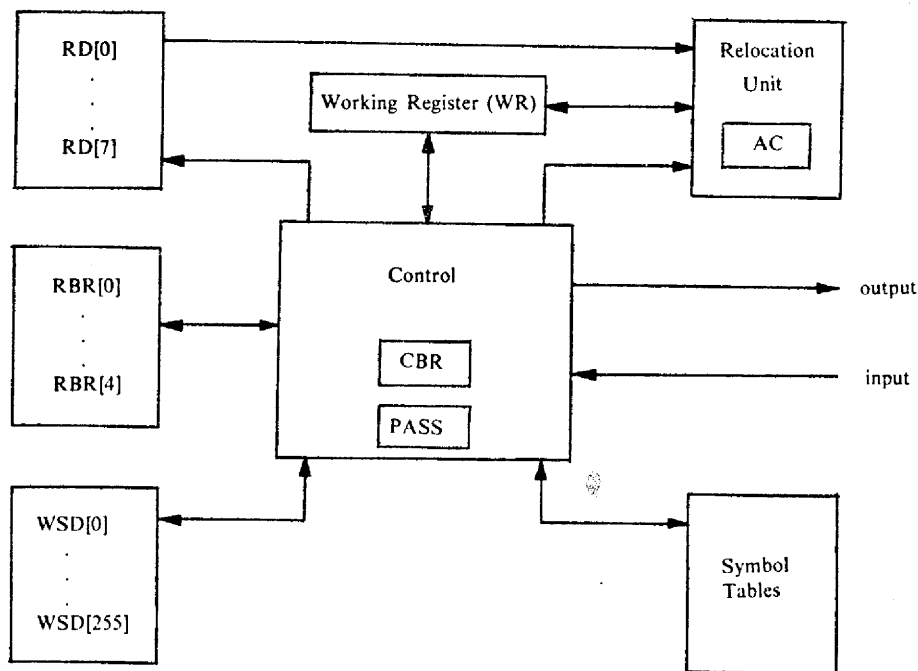 RD[0]
.
.
.
RD[7]
Working Register (WR)
Relocation
Unit
AC
RBR[0]
.
.
.
RBR[4]
Control
CBR
PASS
output
input
WSD[0]
.
.
.
WSD[255]
Symbol
Tables